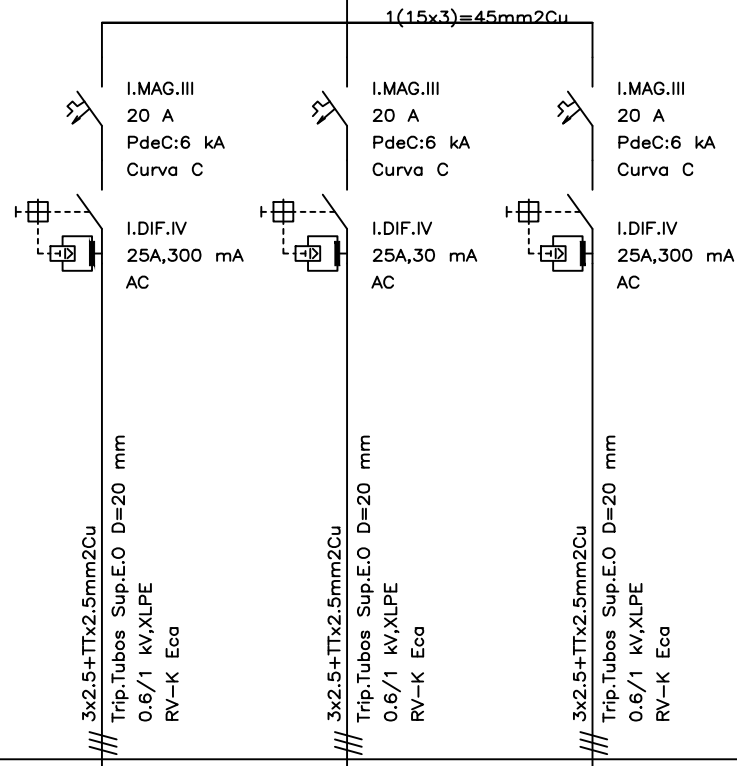 1(15x3)=45mm2Cu
I.MAG.III
20 A
PdeC:6 kA
Curva C
I.DIF.IV
25A,300 mA
AC
3x2.5+TTx2.5mm2Cu
Trip.Tubos Sup.E.O D=20 mm
0.6/1 kV,XLPE
RV-K Eca
I.MAG.III
20 A
PdeC:6 kA
Curva C
I.DIF.IV
25A,30 mA
AC
3x2.5+TTx2.5mm2Cu
Trip.Tubos Sup.E.O D=20 mm
0.6/1 kV,XLPE
RV-K Eca
I.MAG.III
20 A
PdeC:6 kA
Curva C
I.DIF.IV
25A,300 mA
AC
3x2.5+TTx2.5mm2Cu
Trip.Tubos Sup.E.O D=20 mm
0.6/1 kV,XLPE
RV-K Eca